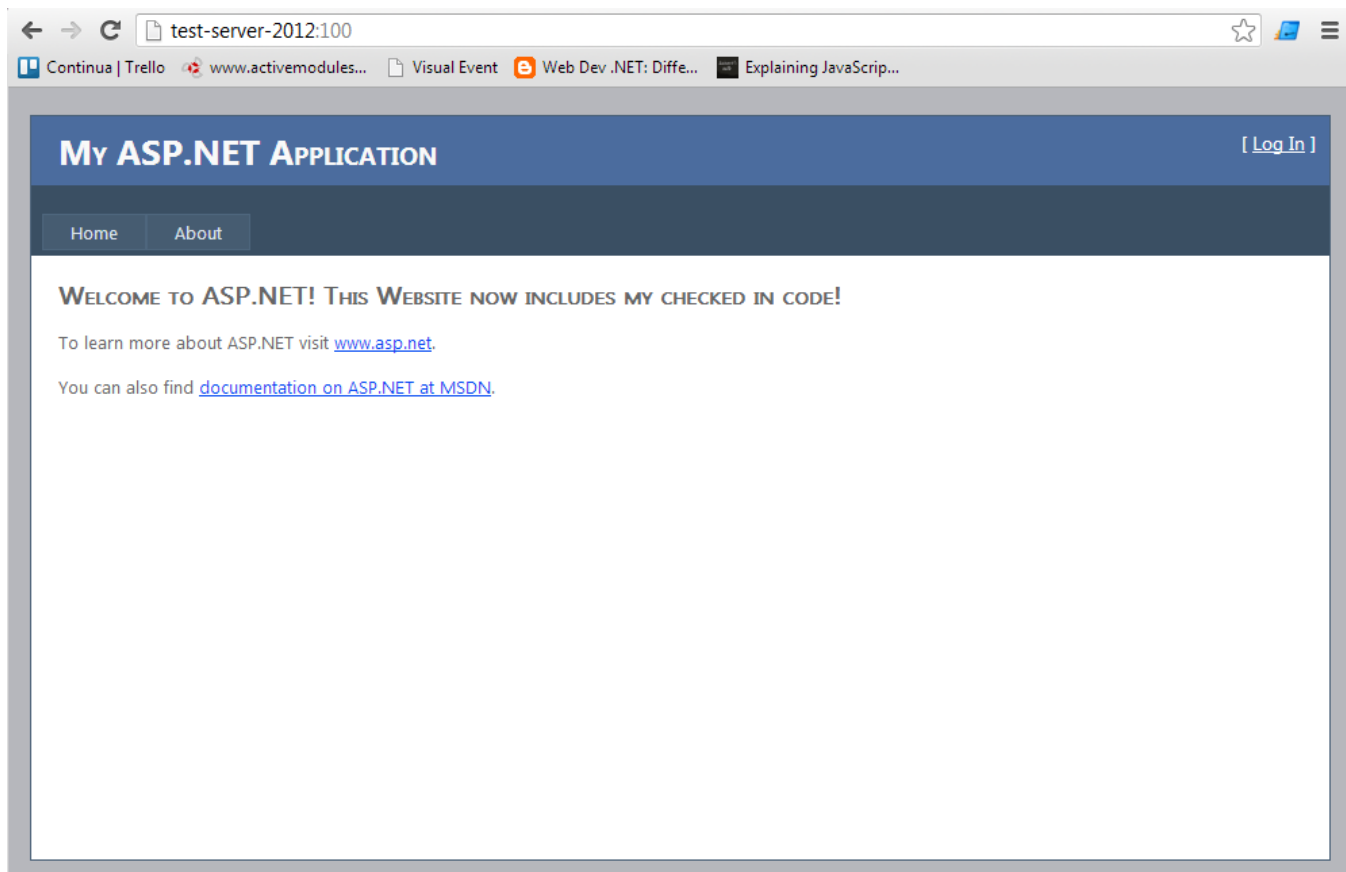 test-server-2012:100
Continua | Trello www.activemodules... Visual Event Web Dev .NET: Diffe... Explaining JavaScrip...
My ASP.NET Application
[ Log In ]
Home About
Welcome to ASP.NET! This Website now includes my checked in code!
To learn more about ASP.NET visit www.asp.net.
You can also find documentation on ASP.NET at MSDN.